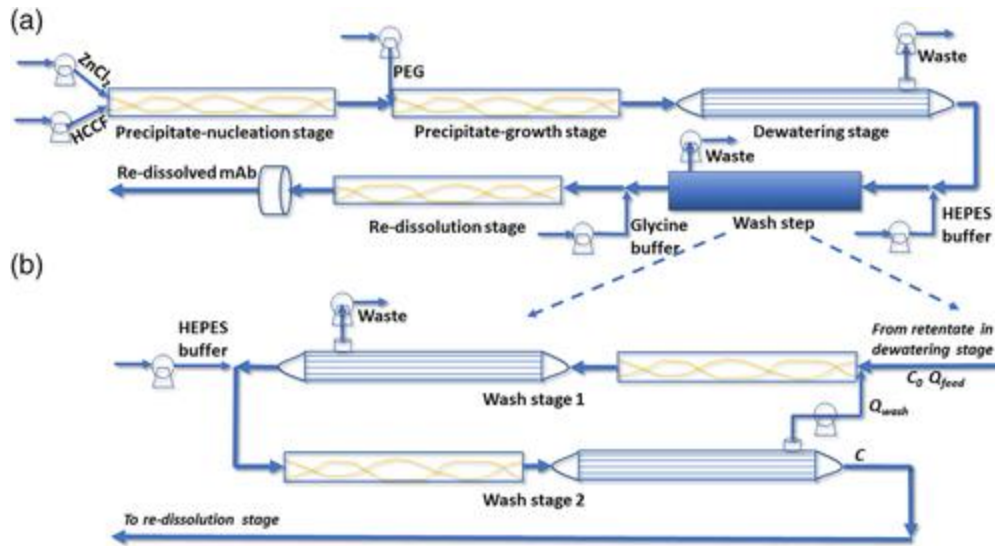 (a)
ZnCl₂
HCCF
Precipitate-nucleation stage
PEG
Precipitate-growth stage
Waste
Dewatering stage
Re-dissolved mAb
Re-dissolution stage
Glycine
buffer
Waste
Wash step
HEPES
buffer
(b)
HEPES
buffer
Waste
Wash stage 1
From retentate in
dewatering stage
C₀ Q_feed
Q_wash
Wash stage 2
C
To re-dissolution stage